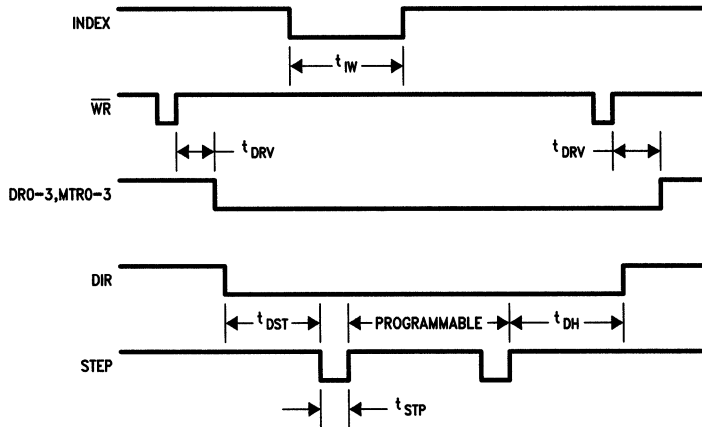 INDEX
t IW
WR
t DRV
t DRV
DR0-3,MTR0-3
DIR
t DST
PROGRAMMABLE
t DH
STEP
t STP